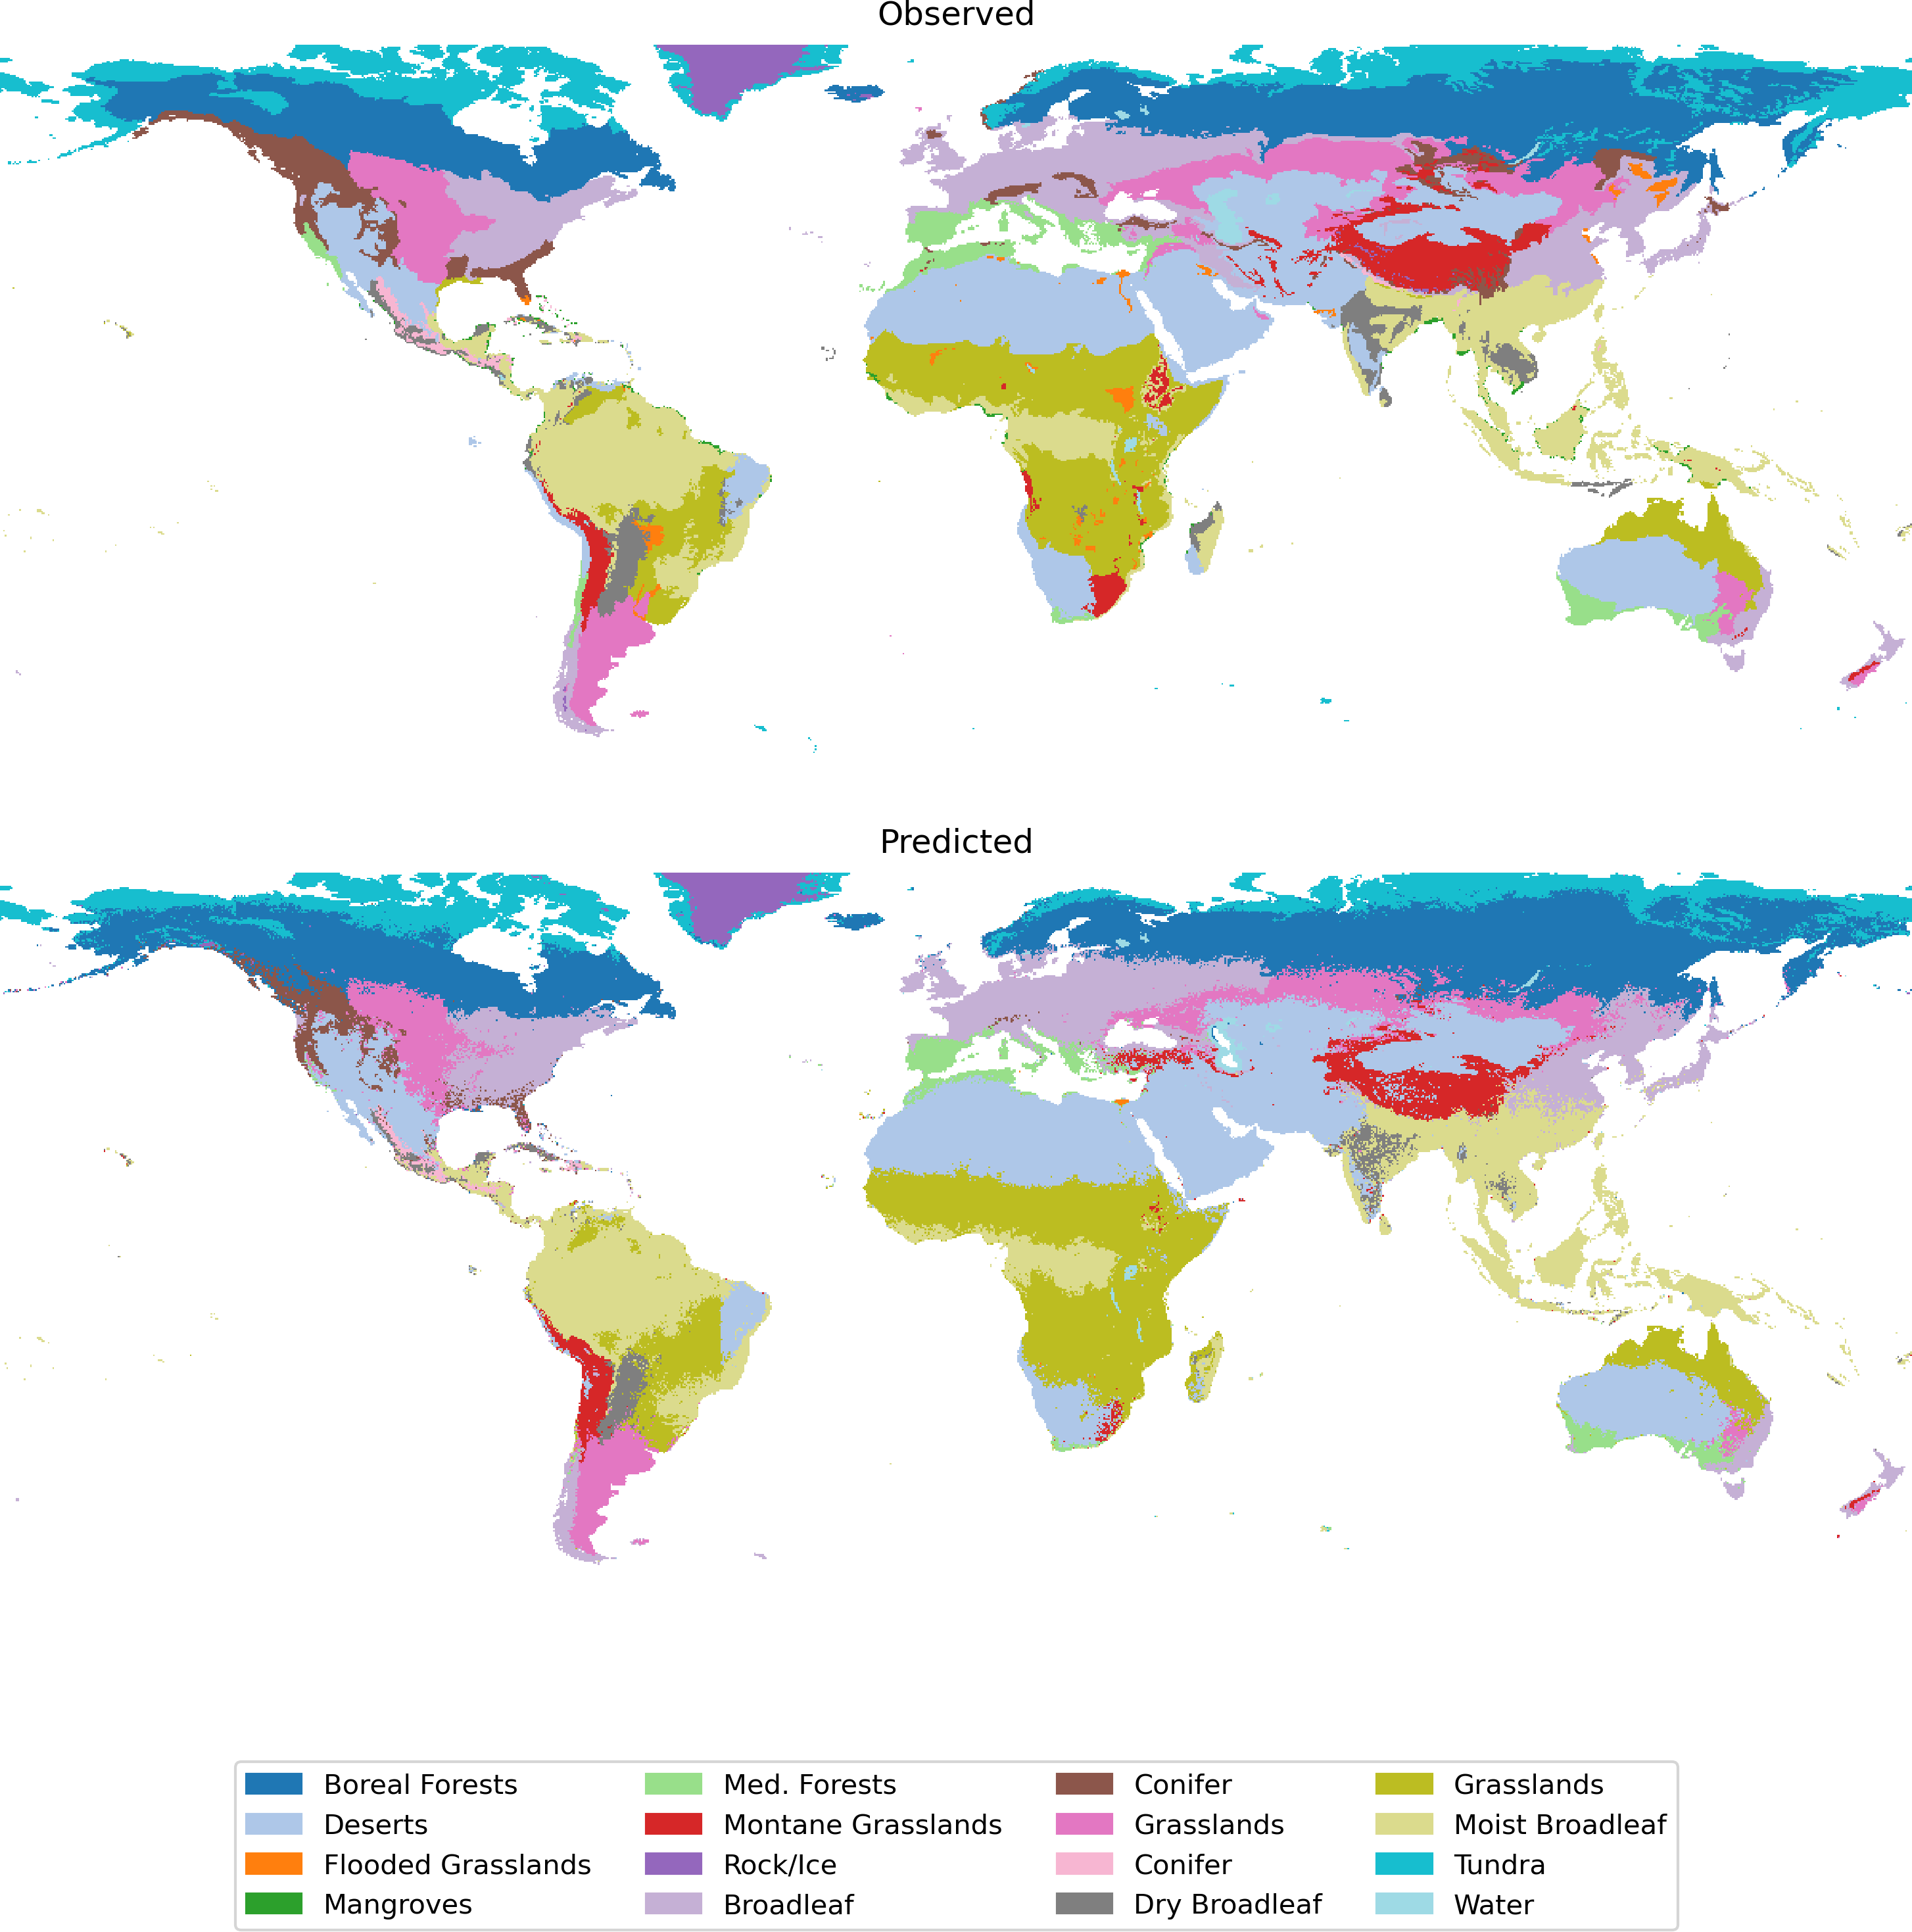 Observed
Predicted
Boreal Forests
Deserts
Flooded Grasslands
Mangroves
Med. Forests
Montane Grasslands
Rock/Ice
Broadleaf
Conifer
Grasslands
Conifer
Dry Broadleaf
Grasslands
Moist Broadleaf
Tundra
Water